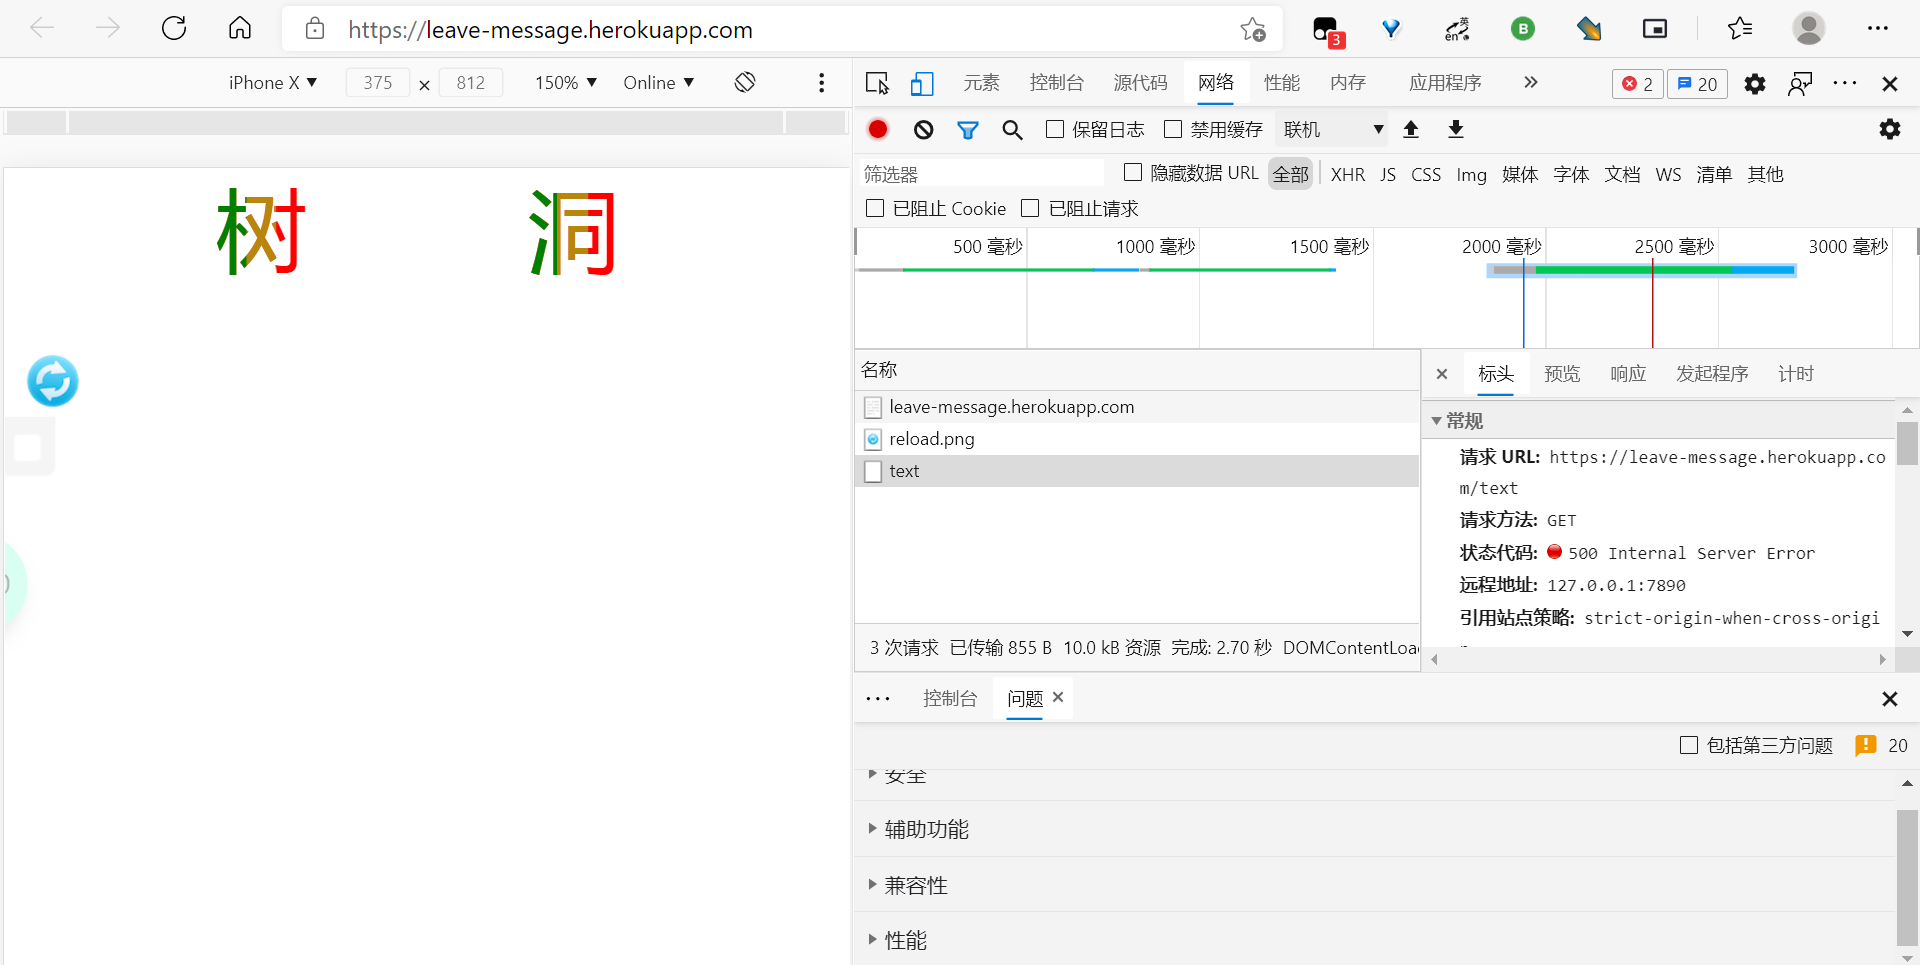 https://leave-message.herokuapp.com
3
英
en
B
iPhone X ▼ 375 × 812 150% ▼ Online ▼
树 洞
元素 控制台 源代码 网络 性能 内存 应用程序 » 2 20
保留日志 禁用缓存 联机 ▼
筛选器 隐藏数据 URL 全部 XHR JS CSS Img 媒体 字体 文档 WS 清单 其他
已阻止 Cookie 已阻止请求
500 毫秒 1000 毫秒 1500 毫秒 2000 毫秒 2500 毫秒 3000 毫秒
名称
leave-message.herokuapp.com
reload.png
text
3 次请求 已传输 855 B 10.0 kB 资源 完成: 2.70 秒 DOMContentLoa
标头 预览 响应 发起程序 计时
常规
请求 URL: https://leave-message.herokuapp.co
m/text
请求方法: GET
状态代码: 500 Internal Server Error
远程地址: 127.0.0.1:7890
引用站点策略: strict-origin-when-cross-origi
控制台 问题
包括第三方问题 20
安全
辅助功能
兼容性
性能